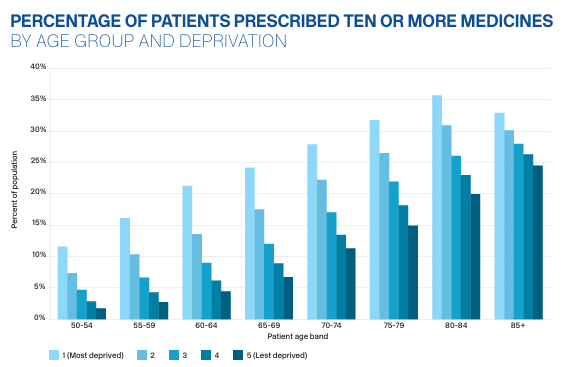 PERCENTAGE OF PATIENTS PRESCRIBED TEN OR MORE MEDICINES
BY AGE GROUP AND DEPRIVATION
40%
35%
30%
25%
20%
15%
10%
5%
0%
Percent of population
50-54 55-59 60-64 65-69 70-74 75-79 80-84 85+
Patient age band
1 (Most deprived) 2 3 4 5 (Lest deprived)